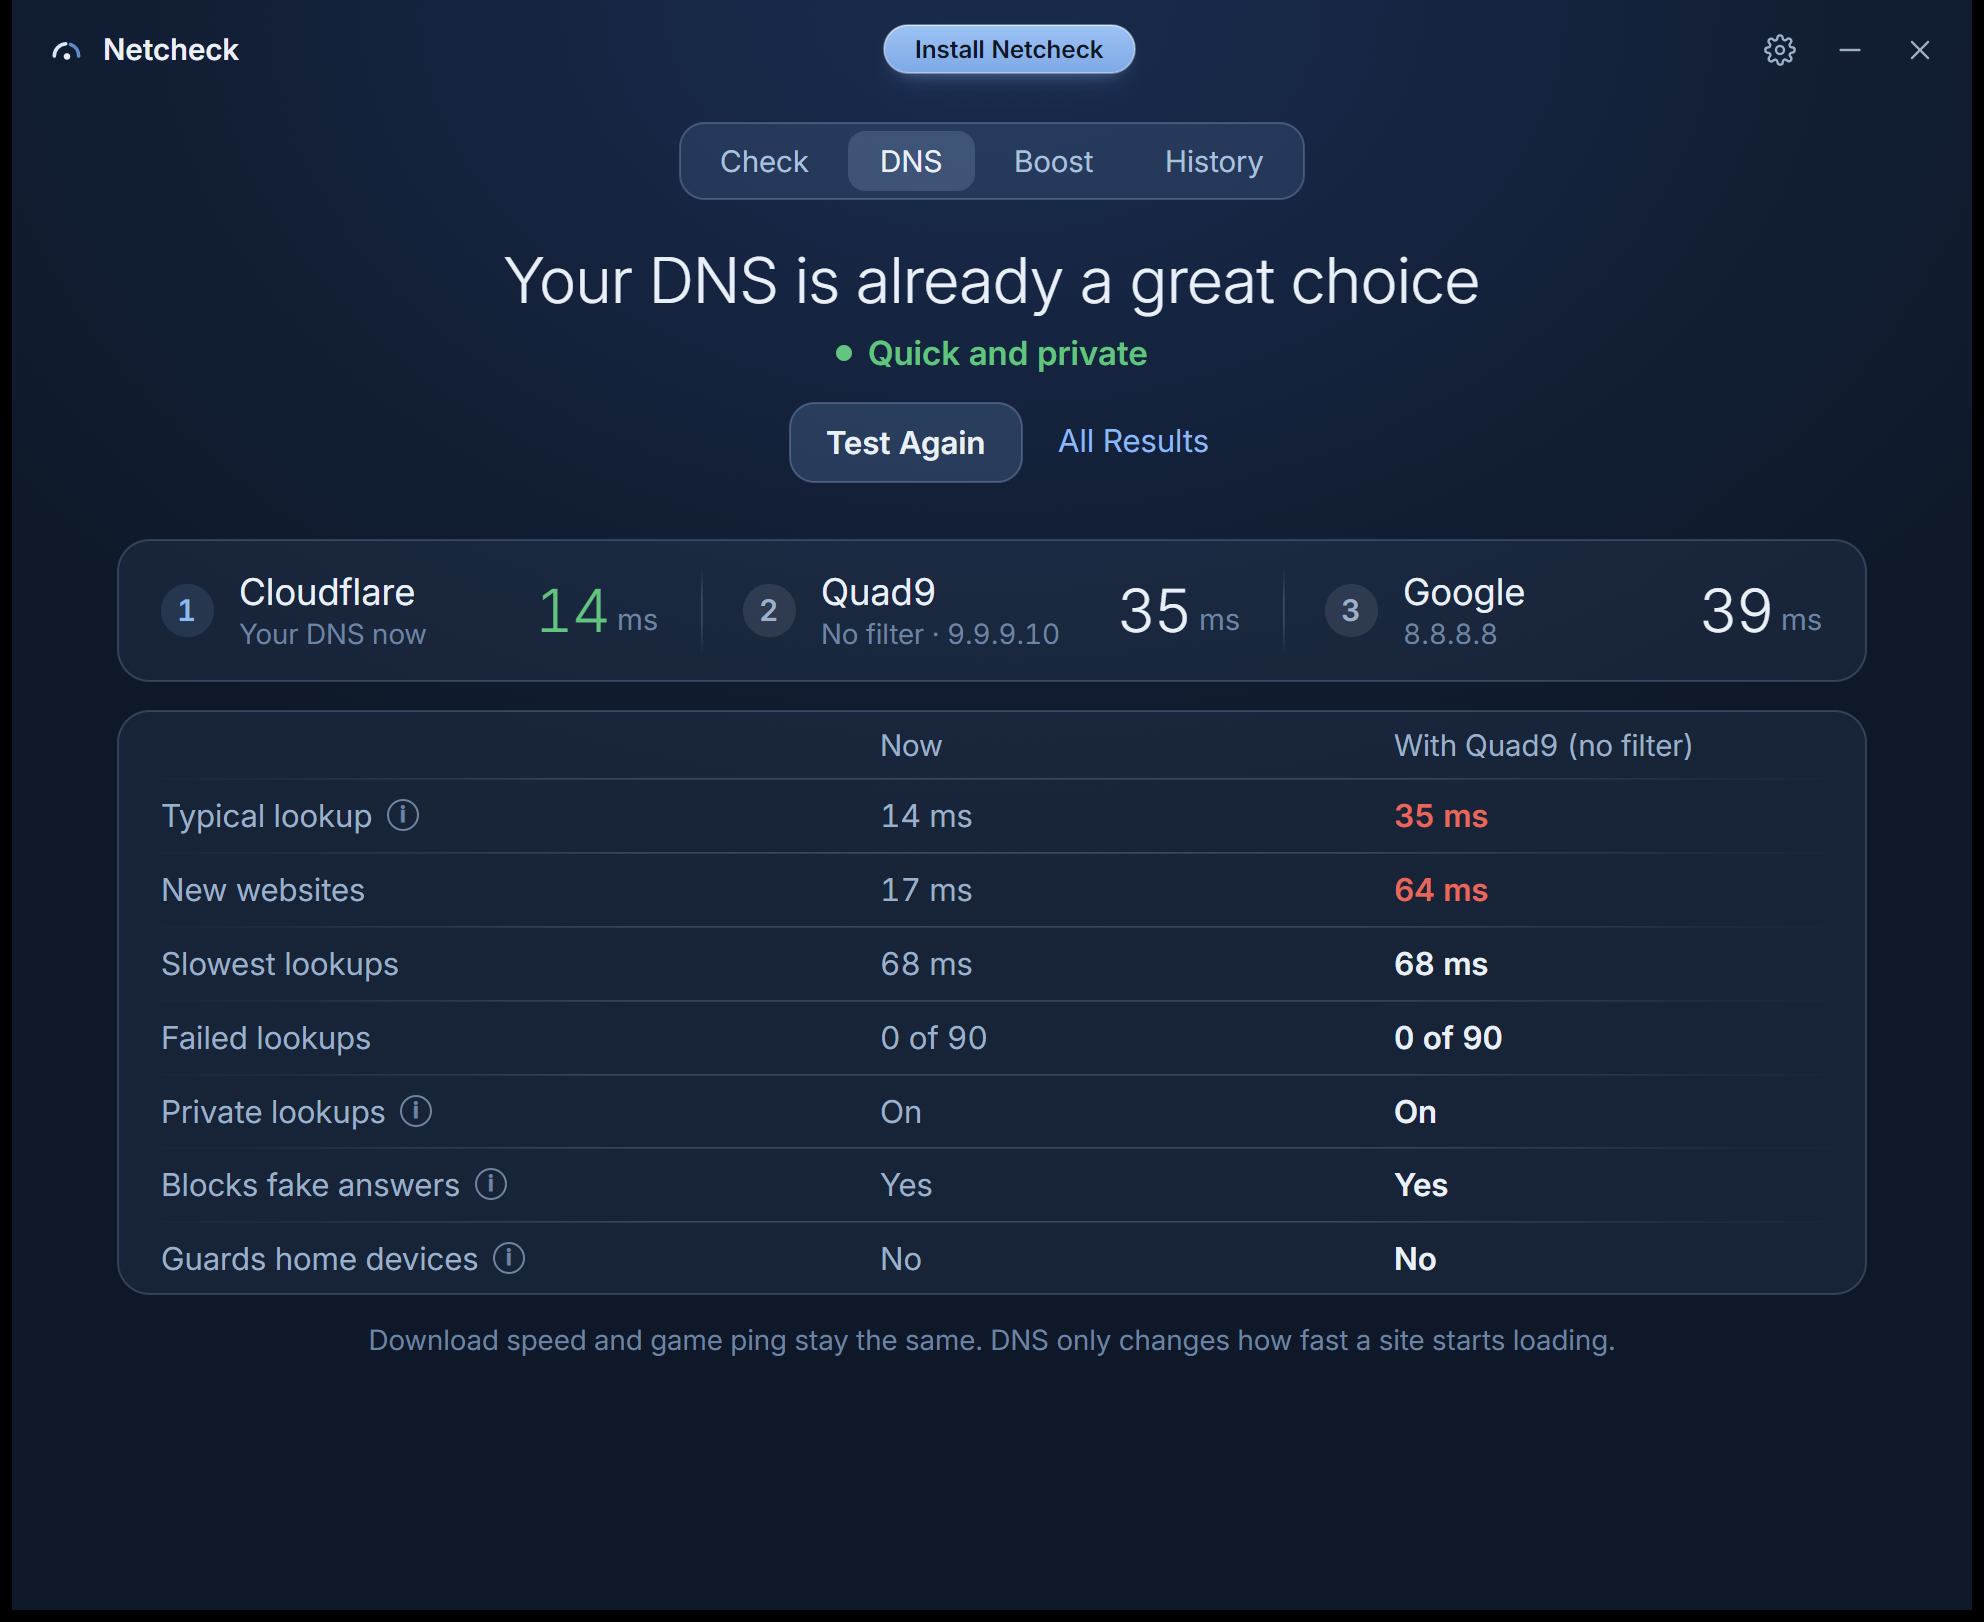 Netcheck
Install Netcheck
Check
DNS
Boost
History
Your DNS is already a great choice
Quick and private
Test Again
All Results
1
Cloudflare
Your DNS now
14 ms
2
Quad9
No filter · 9.9.9.10
35 ms
3
Google
8.8.8.8
39 ms
Now
With Quad9 (no filter)
Typical lookup
14 ms
35 ms
New websites
17 ms
64 ms
Slowest lookups
68 ms
68 ms
Failed lookups
0 of 90
0 of 90
Private lookups
On
On
Blocks fake answers
Yes
Yes
Guards home devices
No
No
Download speed and game ping stay the same. DNS only changes how fast a site starts loading.